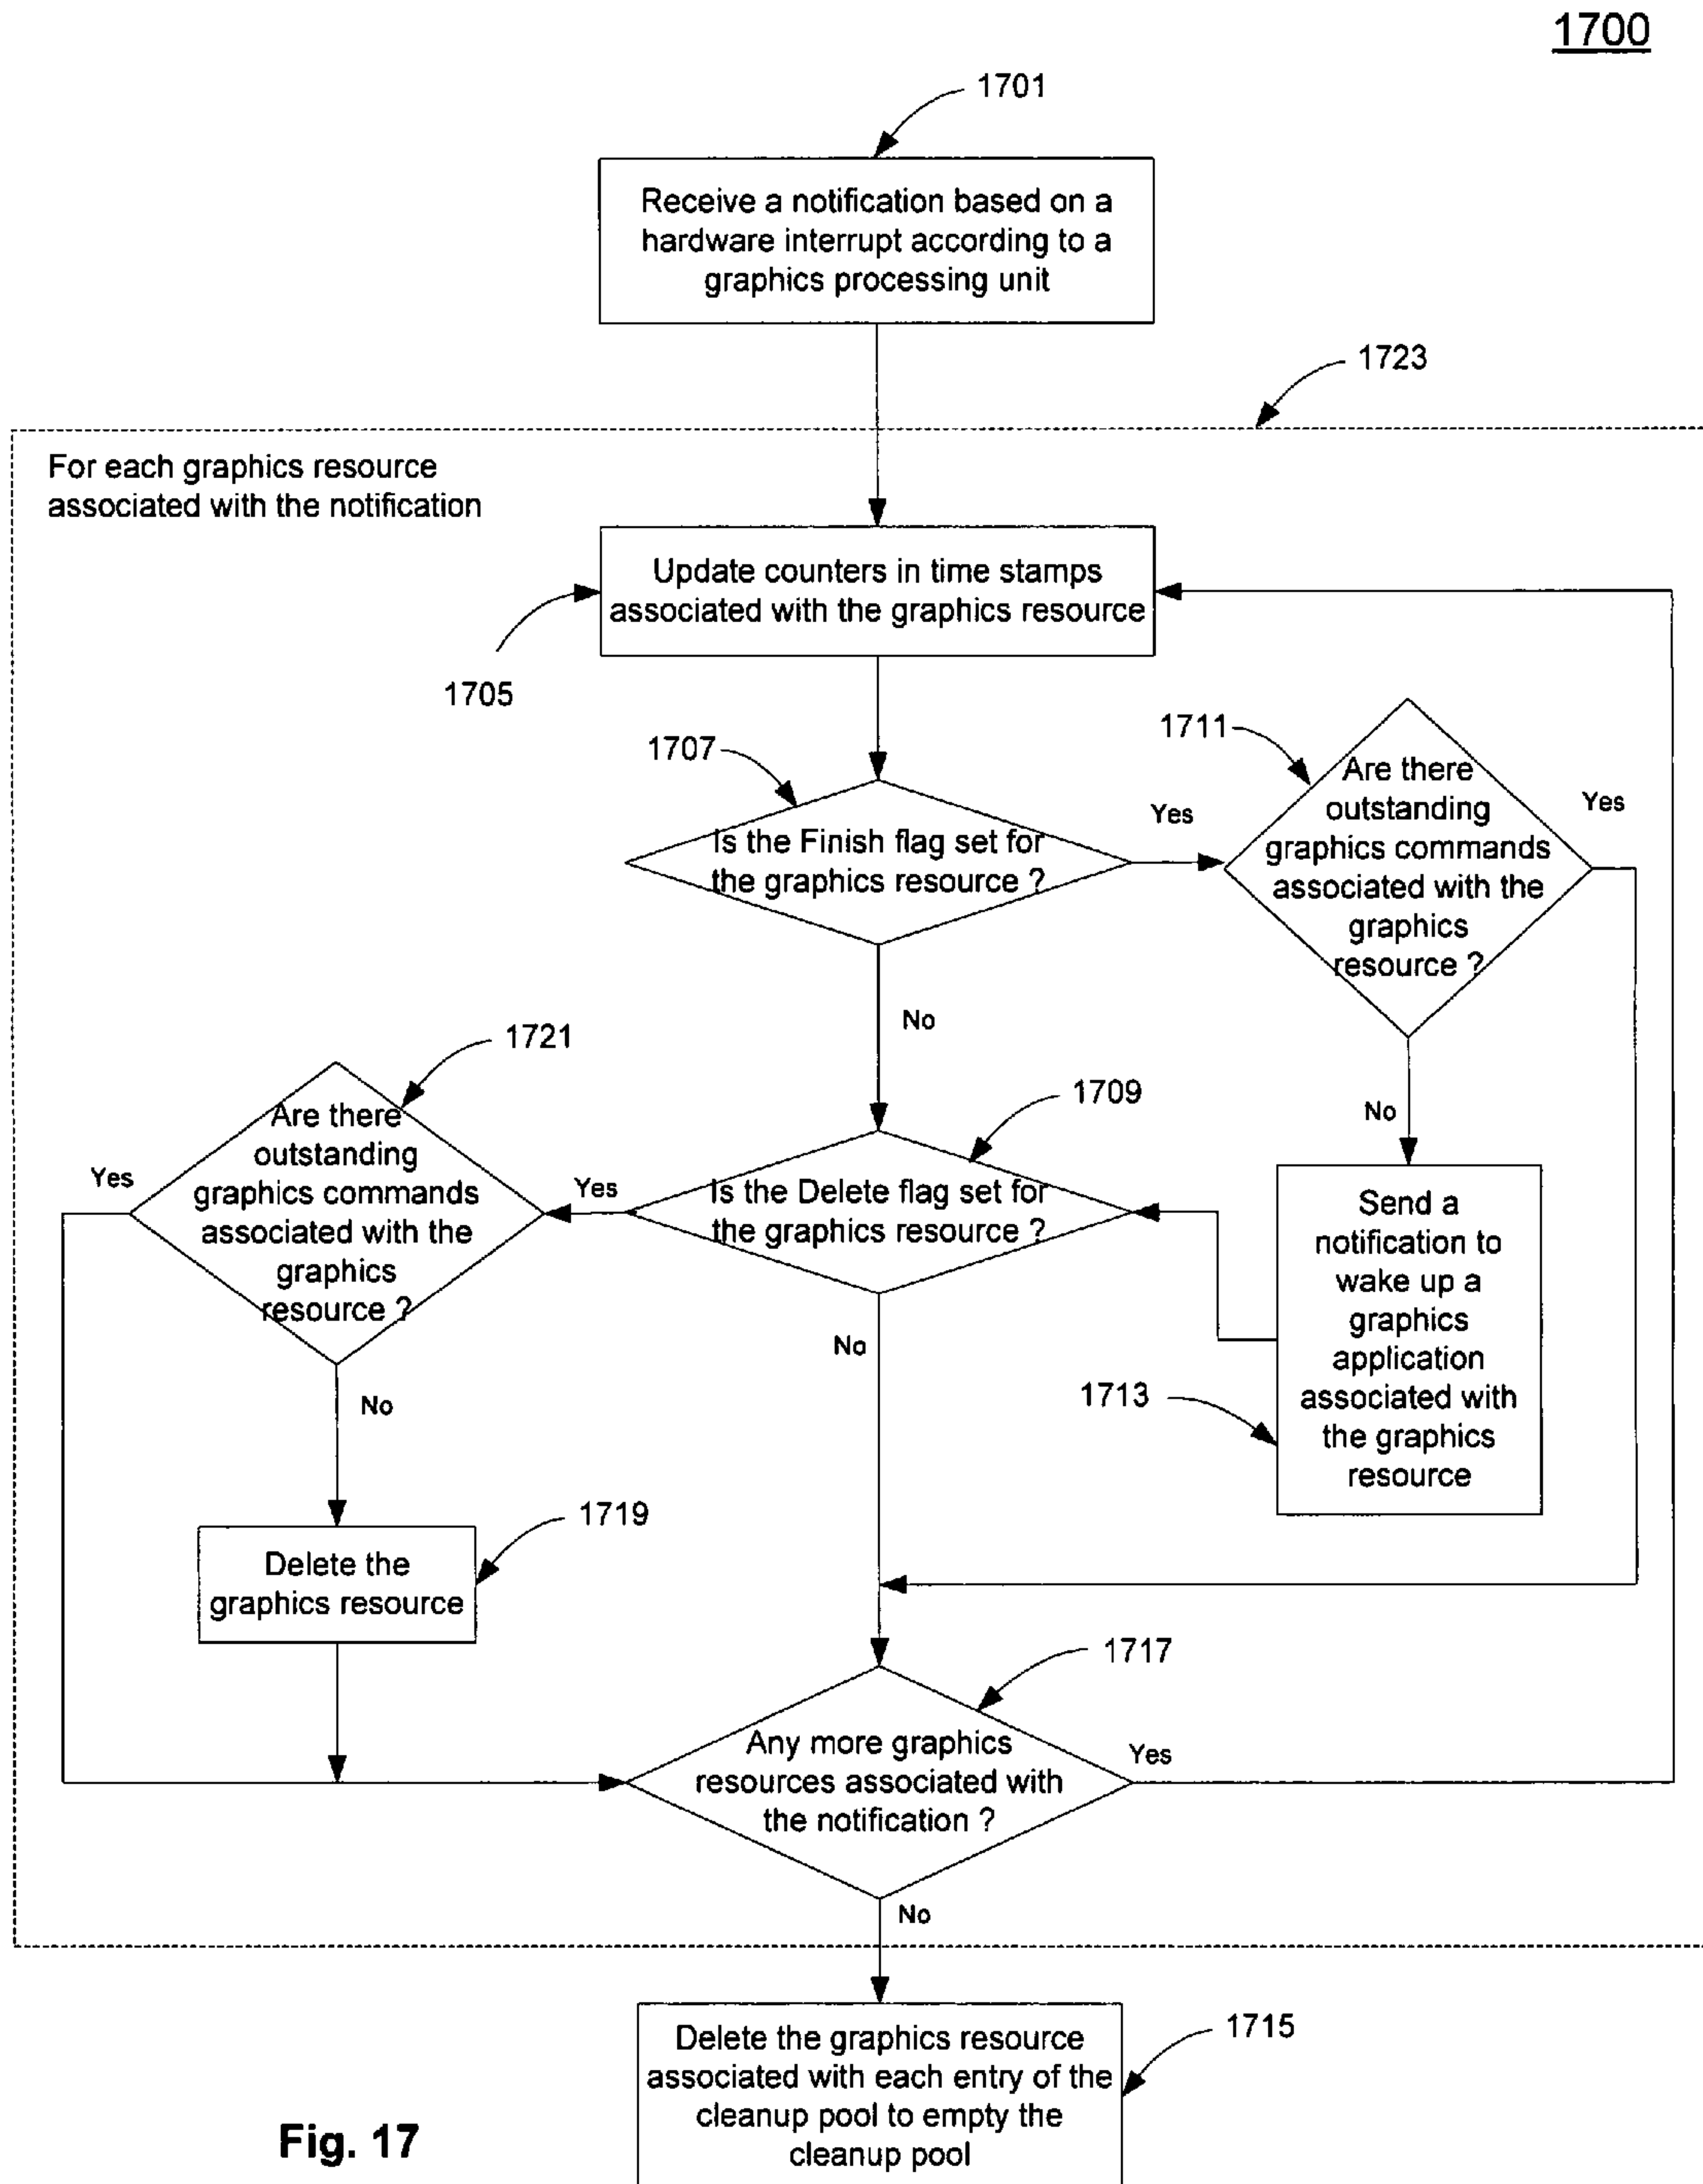 1700
1701
Receive a notification based on a
hardware interrupt according to a
graphics processing unit
1723
For each graphics resource
associated with the notification
Update counters in time stamps
associated with the graphics resource
1705
1707
Is the Finish flag set for
the graphics resource ?
Yes
1711
Are there
outstanding
graphics commands
associated with the
graphics
resource ?
Yes
No
No
1721
Are there
outstanding
graphics commands
associated with the
graphics
resource ?
Yes
No
1709
Is the Delete flag set for
the graphics resource ?
Yes
No
Send a
notification to
wake up a
graphics
application
associated with
the graphics
resource
1713
1719
Delete the
graphics resource
1717
Any more graphics
resources associated with
the notification ?
Yes
No
Delete the graphics resource
associated with each entry of the
cleanup pool to empty the
cleanup pool
1715
Fig. 17